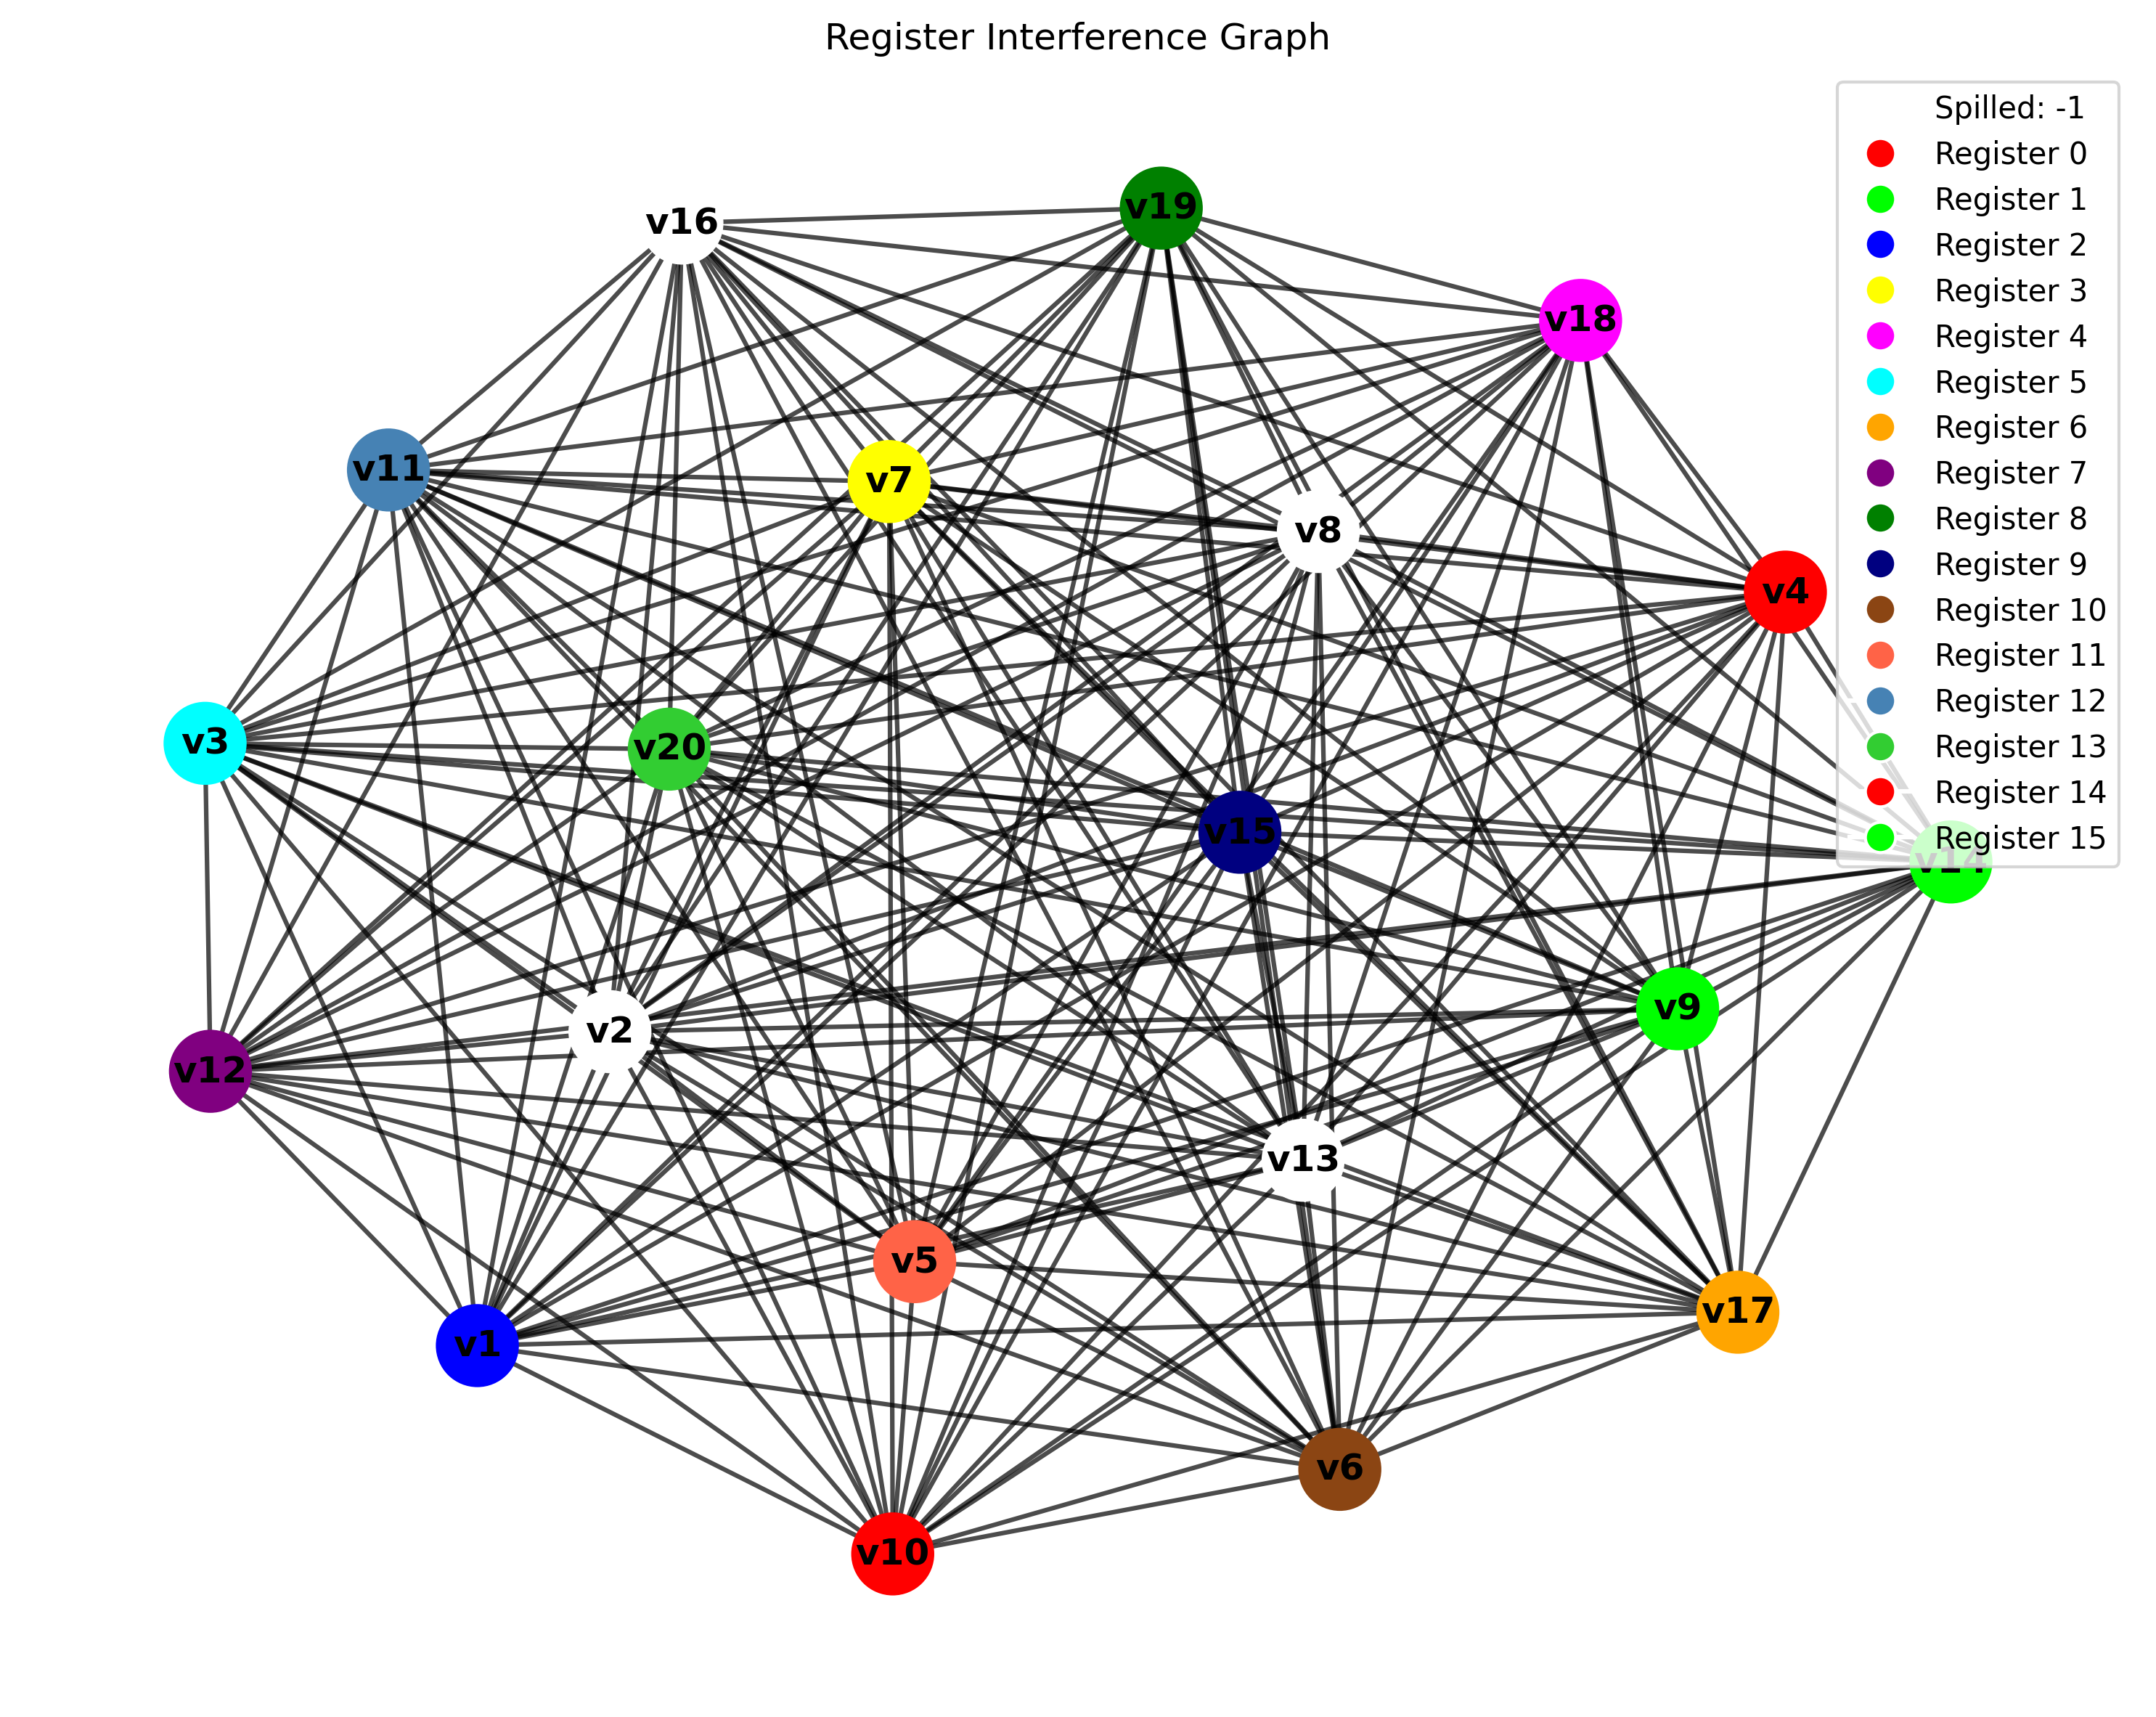 Register Interference Graph
Spilled: -1
Register 0
Register 1
Register 2
Register 3
Register 4
Register 5
Register 6
Register 7
Register 8
Register 9
Register 10
Register 11
Register 12
Register 13
Register 14
Register 15
v19
v16
v18
v11
v7
v8
v4
v3
v20
v15
v14
v9
v2
v12
v13
v5
v17
v1
v6
v10